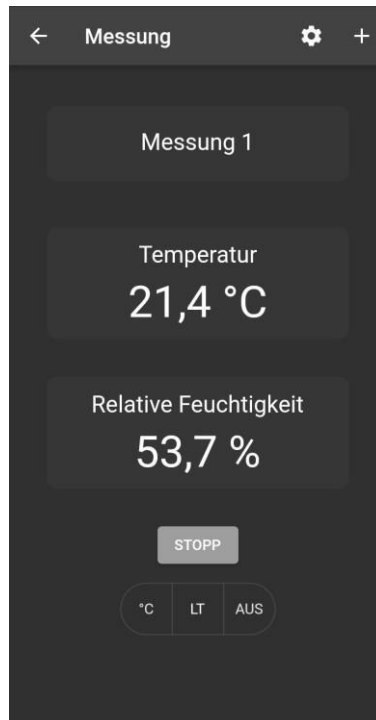 Messung
Messung 1
Temperatur
21,4 °C
Relative Feuchtigkeit
53,7 %
STOPP
°C LT AUS